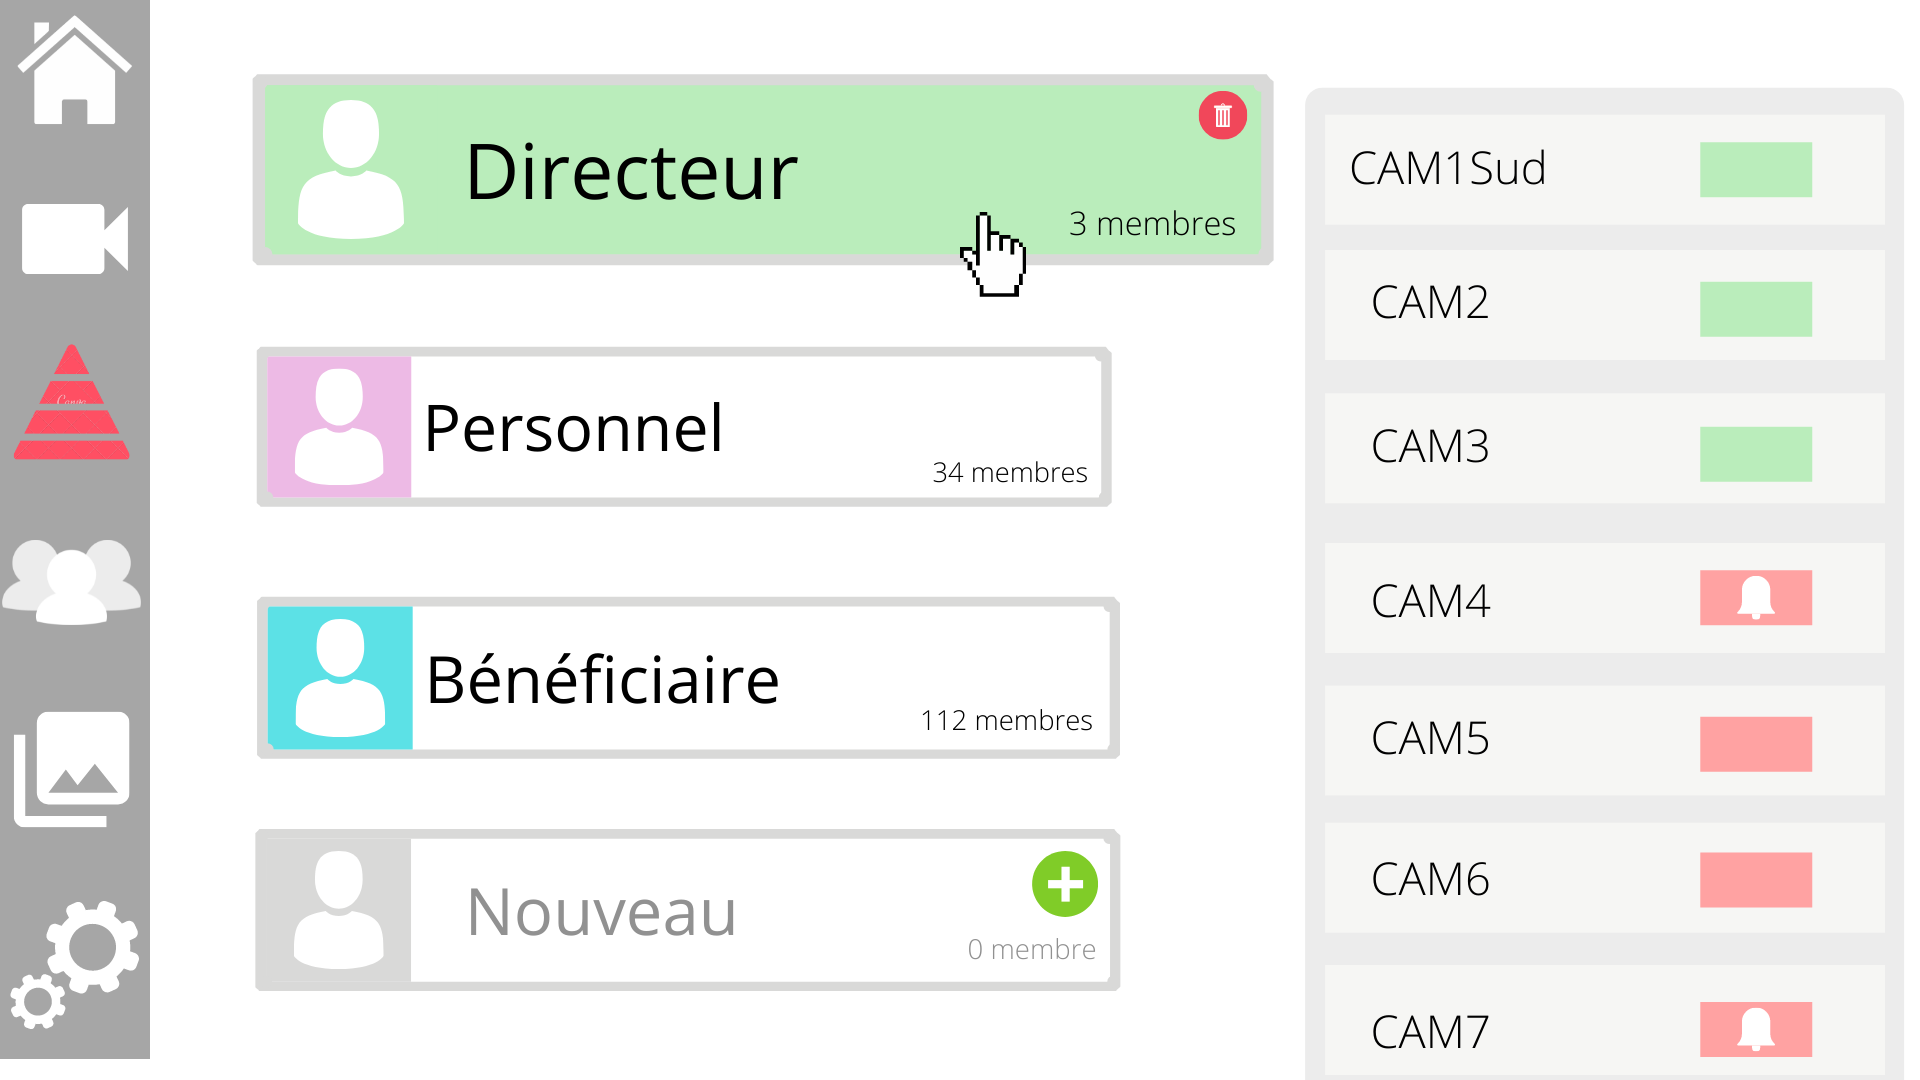 Directeur
3 membres
Personnel
34 membres
Bénéficiaire
112 membres
Nouveau
0 membre
CAM1Sud
CAM2
CAM3
CAM4
CAM5
CAM6
CAM7
Canva